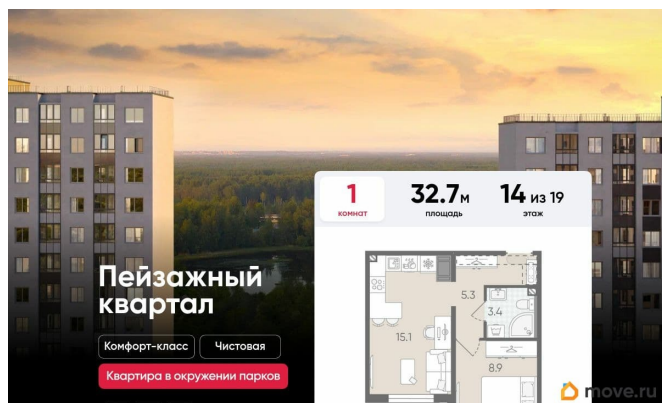 1
комнат
32.7м
площадь
14 из 19
этаж
Пейзажный
квартал
Комфорт-класс
Чистовая
Квартира в окружении парков
5.3
3.4
15.1
8.9
move.ru